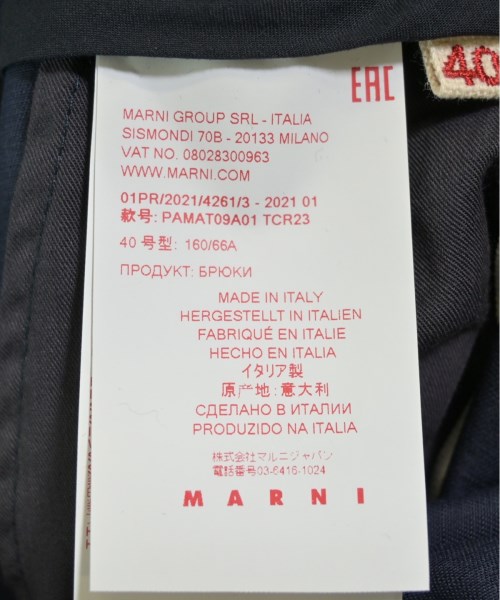 EAC
40
MARNI GROUP SRL - ITALIA
SISMONDI 70B - 20133 MILANO
VAT NO. 08028300963
WWW.MARNI.COM
01PR/2021/4261/3 - 2021 01
款号: PAMAT09A01 TCR23
40 号型: 160/66A
ПРОДУКТ: БРЮКИ
MADE IN ITALY
HERGESTELLT IN ITALIEN
FABRIQUÉ EN ITALIE
HECHO EN ITALIA
イタリア製
原产地:意大利
СДЕЛАНО В ИТАЛИИ
PRODUZIDO NA ITALIA
株式会社マルニジャパン
電話番号03-6416-1024
MARNI